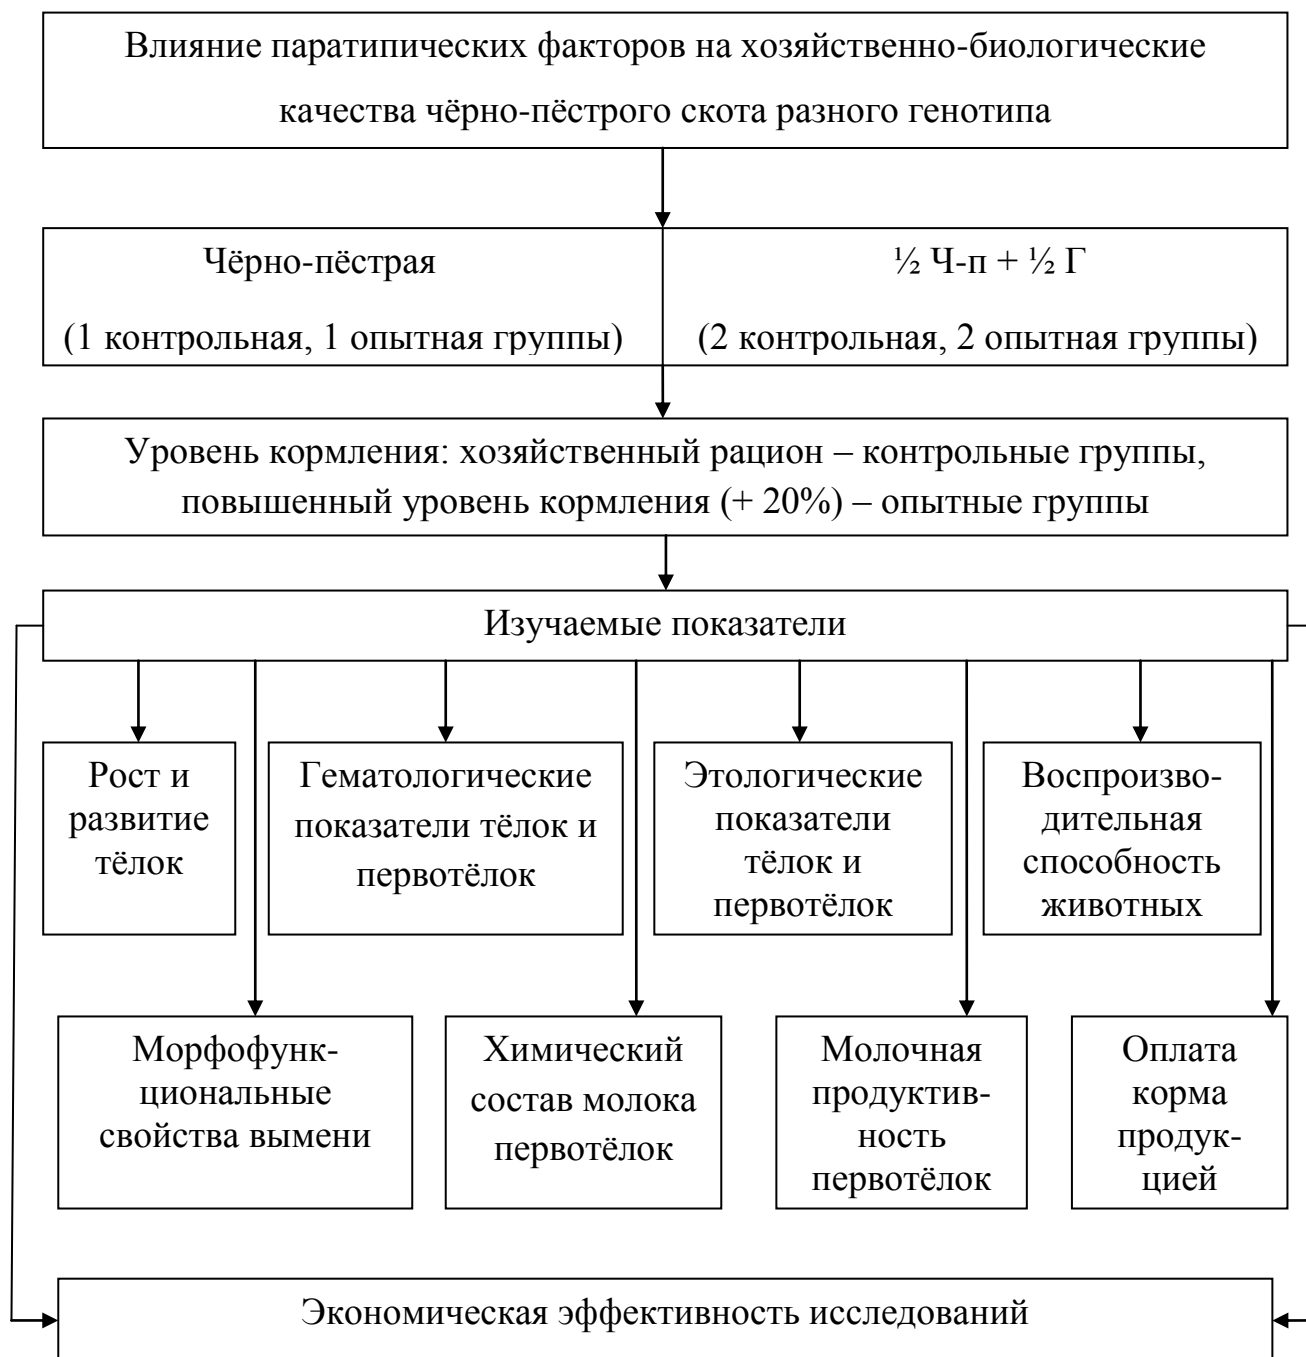 Влияние паратипических факторов на хозяйственно-биологические
качества чёрно-пёстрого скота разного генотипа
Чёрно-пёстрая
(1 контрольная, 1 опытная группы)
½ Ч-п + ½ Г
(2 контрольная, 2 опытная группы)
Уровень кормления: хозяйственный рацион – контрольные группы,
повышенный уровень кормления (+ 20%) – опытные группы
Изучаемые показатели
Рост и
развитие
тёлок
Гематологические
показатели тёлок и
первотёлок
Этологические
показатели
тёлок и
первотёлок
Воспроизво-
дительная
способность
животных
Морфофунк-
циональные
свойства вымени
Химический
состав молока
первотёлок
Молочная
продуктив-
ность
первотёлок
Оплата
корма
продук-
цией
Экономическая эффективность исследований